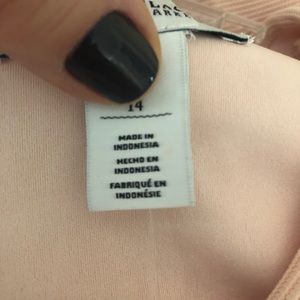 14
MADE IN
INDONESIA
HECHO EN
INDONESIA
FABRIQUÉ EN
INDONÉSIE